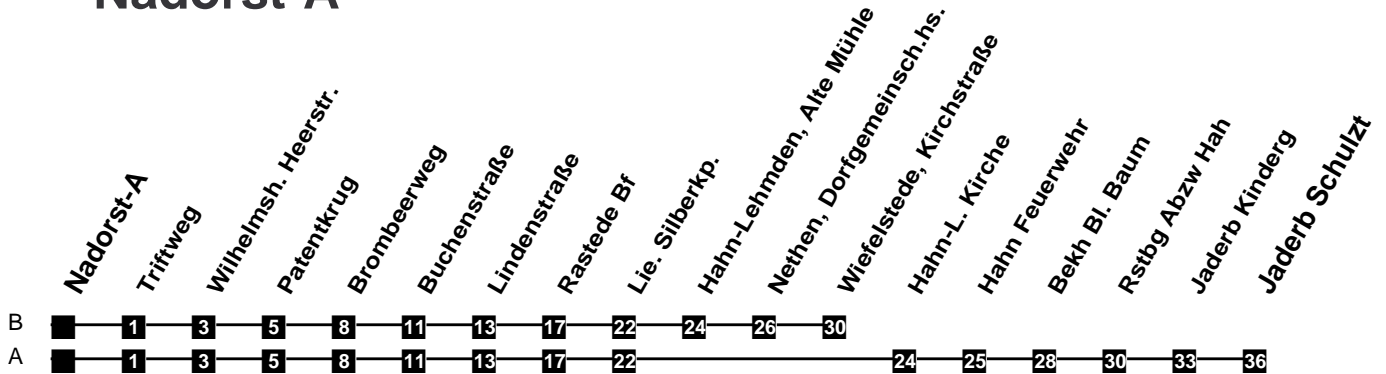 Nadorst-A
Nadorst-A
Triftweg
Wilhelmsh. Heerstr.
Patentkrug
Brombeerweg
Buchenstraße
Lindenstraße
Rastede Bf
Lie. Silberkp.
Hahn-Lehmden, Alte Mühle
Nethen, Dorfgemeinsch.hs.
Wiefelstede, Kirchstraße
Hahn-L. Kirche
Hahn Feuerwehr
Bekh Bl. Baum
Rstbg Abzw Hah
Jaderb Kinderg
Jaderb Schulzt
B 1 3 5 8 11 13 17 22 24 26 30
A 1 3 5 8 11 13 17 22 24 25 28 30 33 36